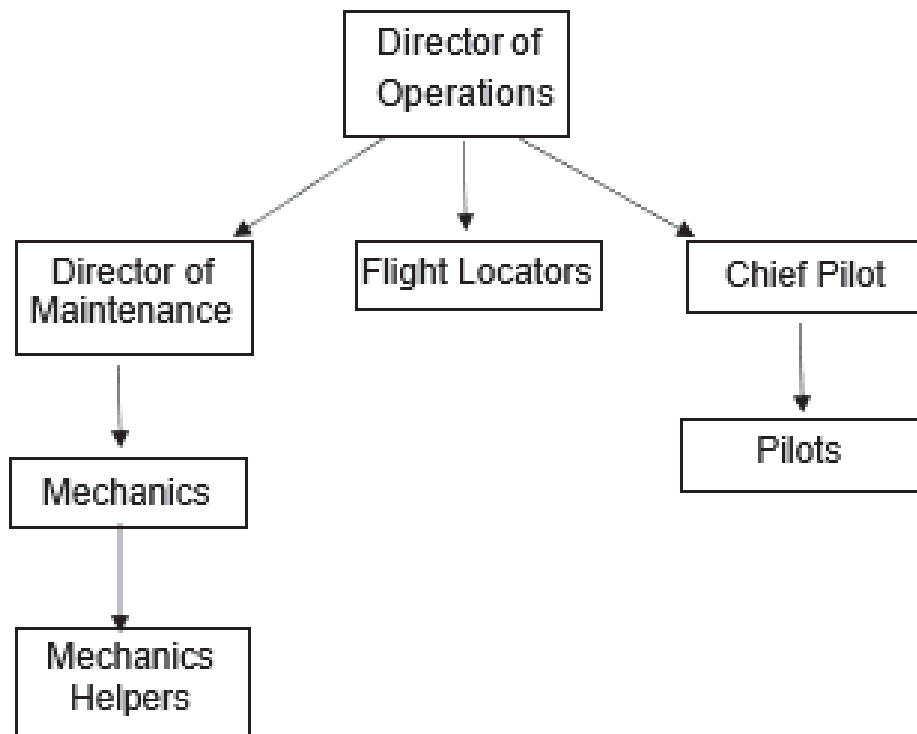 Director of
Operations
Director of
Maintenance
Flight Locators
Chief Pilot
Mechanics
Pilots
Mechanics
Helpers